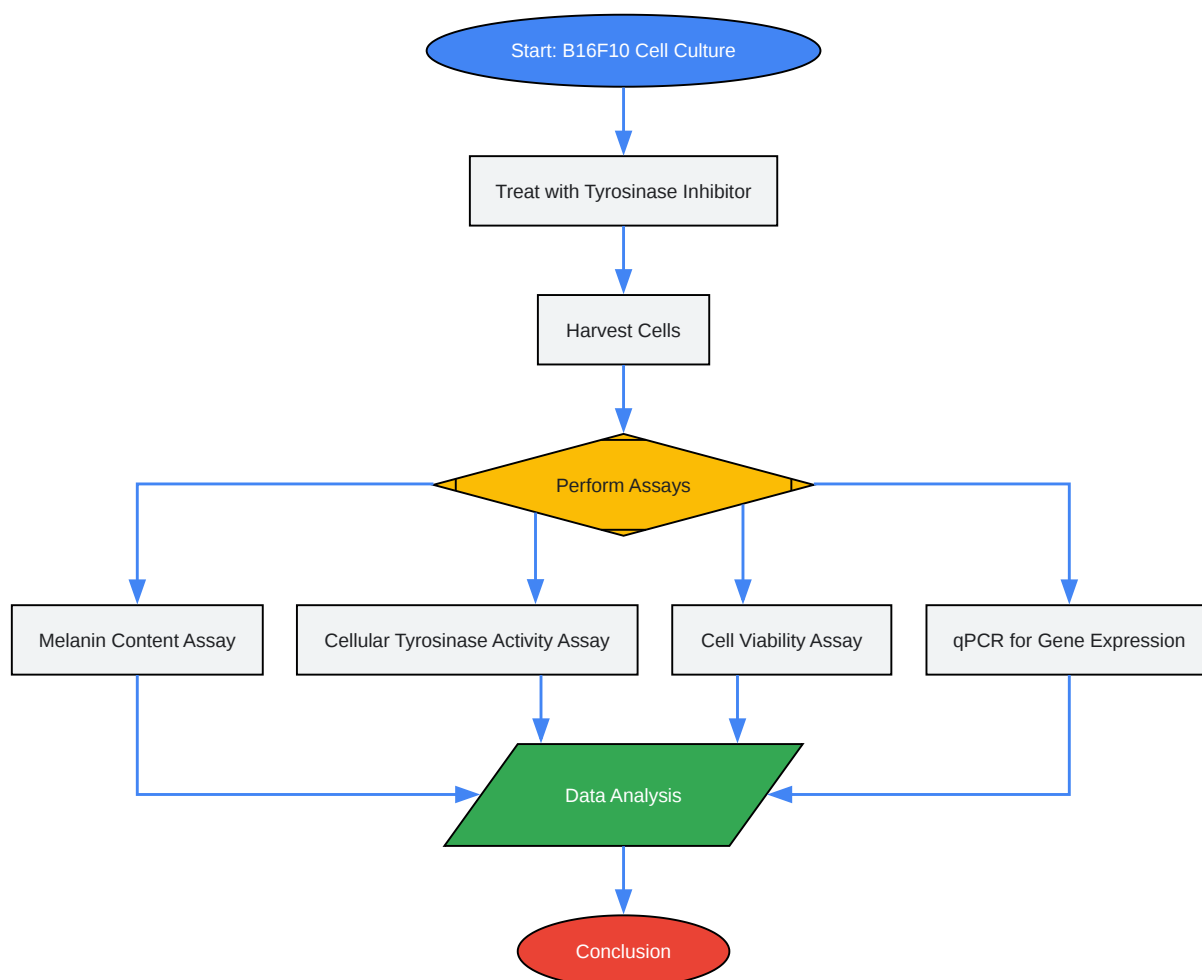 Start: B16F10 Cell Culture
Treat with Tyrosinase Inhibitor
Harvest Cells
Perform Assays
Melanin Content Assay
Cellular Tyrosinase Activity Assay
Cell Viability Assay
qPCR for Gene Expression
Data Analysis
Conclusion